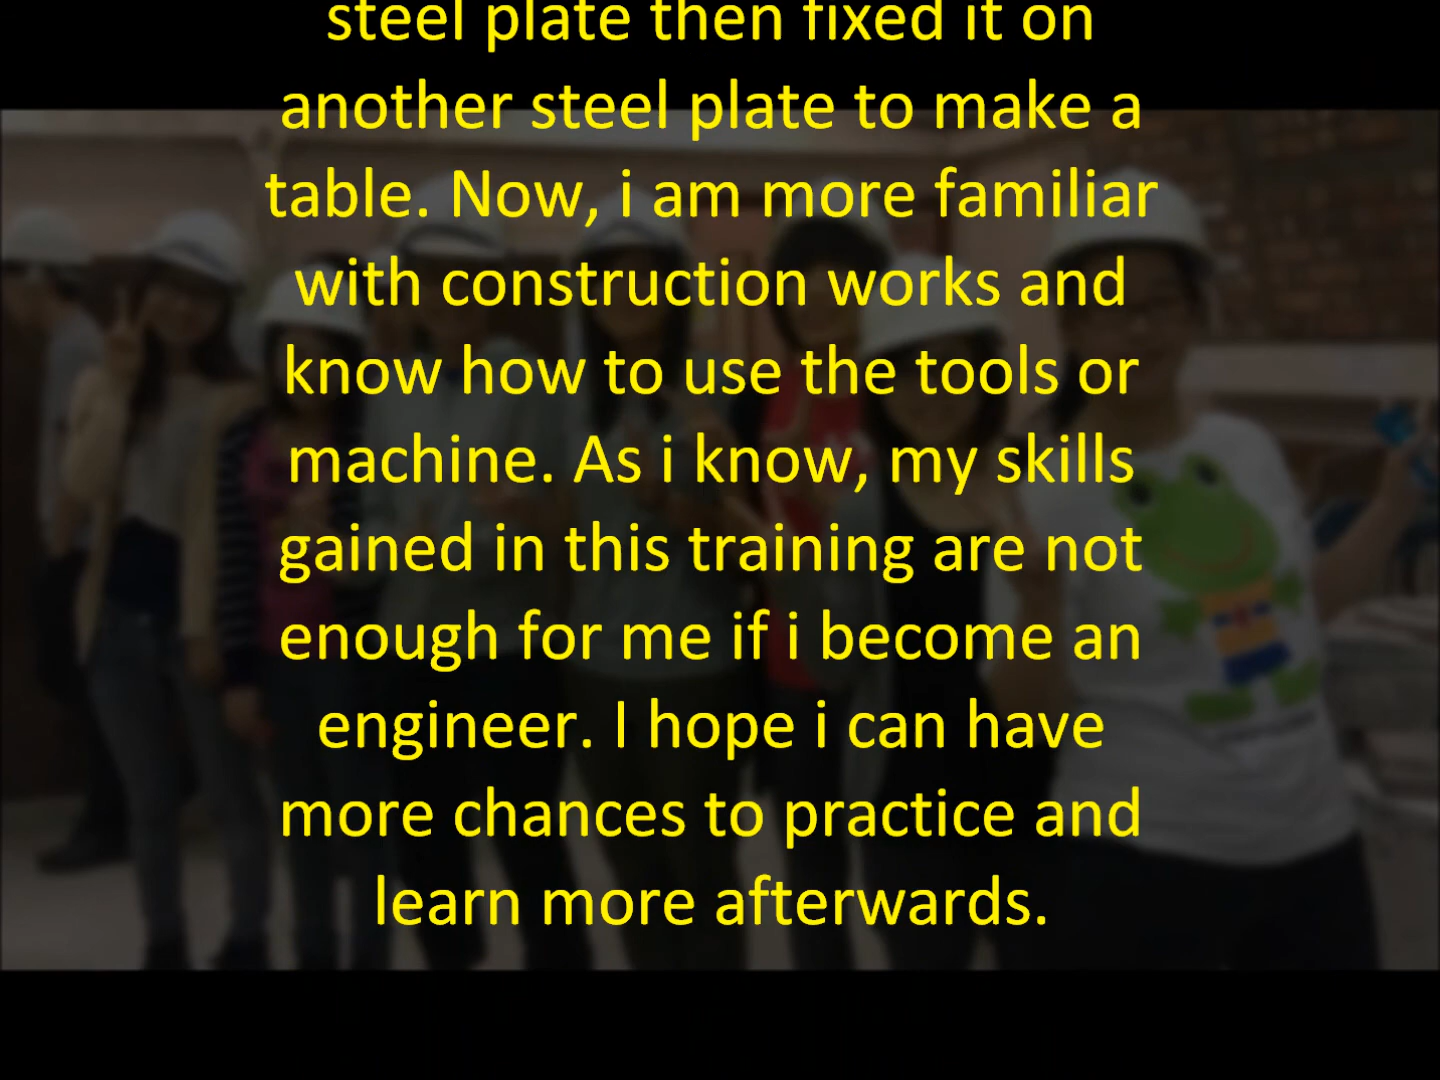 steel plate then fixed it on
another steel plate to make a
table. Now, i am more familiar
with construction works and
know how to use the tools or
machine. As i know, my skills
gained in this training are not
enough for me if i become an
engineer. I hope i can have
more chances to practice and
learn more afterwards.